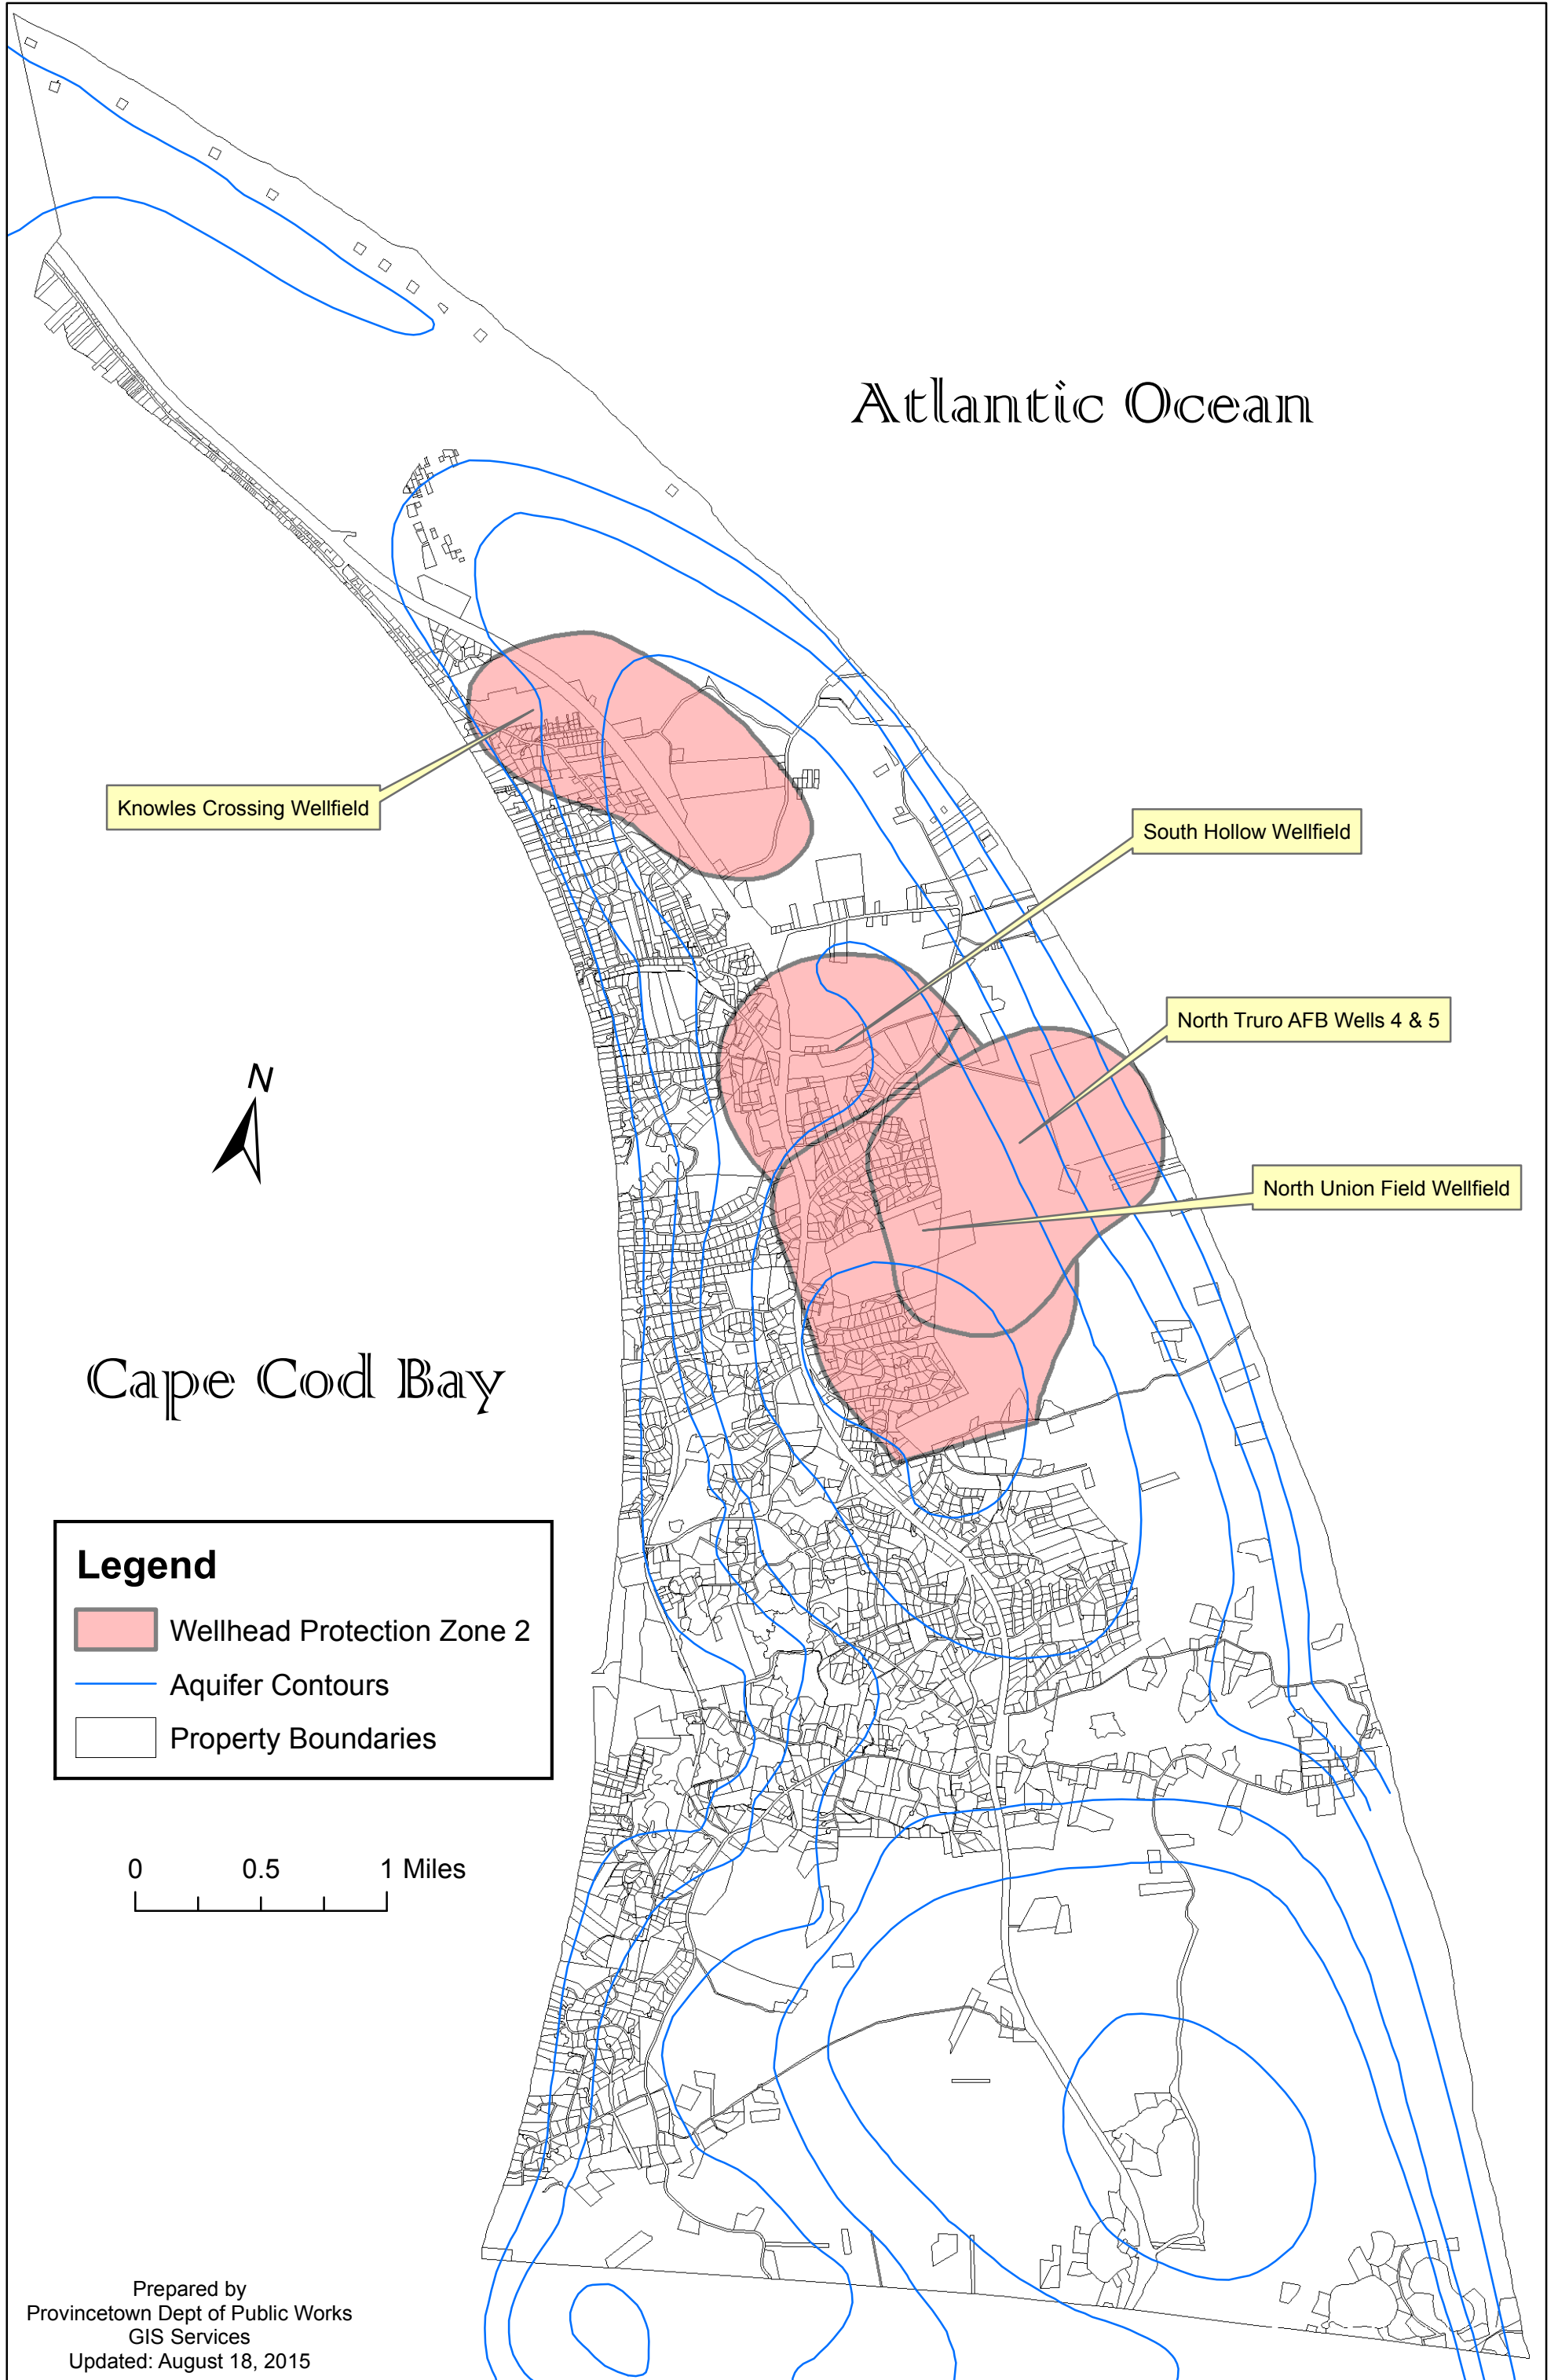 Atlantic Ocean
Knowles Crossing Wellfield
South Hollow Wellfield
North Truro AFB Wells 4 & 5
N
North Union Field Wellfield
Cape Cod Bay
Legend
Wellhead Protection Zone 2
Aquifer Contours
Property Boundaries
0 0.5 1 Miles
Prepared by
Provincetown Dept of Public Works
GIS Services
Updated: August 18, 2015